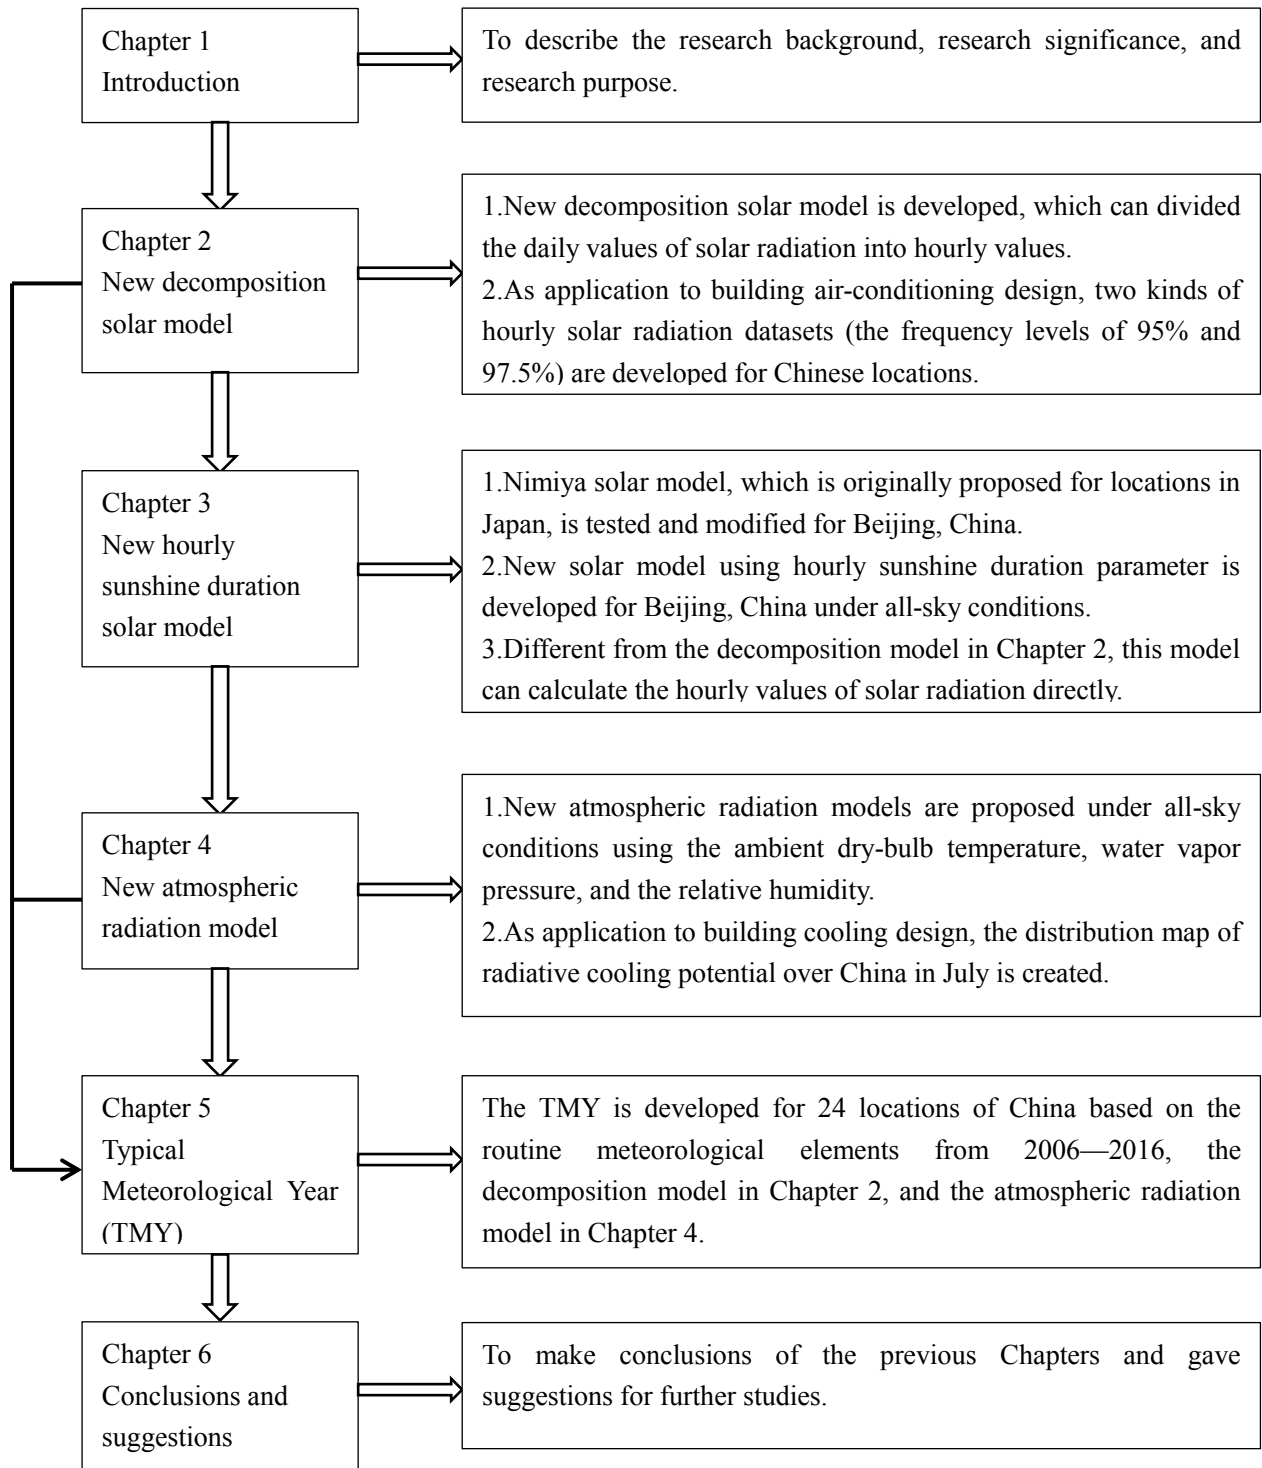 Chapter 1
Introduction
To describe the research background, research significance, and
research purpose.
Chapter 2
New decomposition
solar model
1.New decomposition solar model is developed, which can divided
the daily values of solar radiation into hourly values.
2.As application to building air-conditioning design, two kinds of
hourly solar radiation datasets (the frequency levels of 95% and
97.5%) are developed for Chinese locations.
Chapter 3
New hourly
sunshine duration
solar model
1.Nimiya solar model, which is originally proposed for locations in
Japan, is tested and modified for Beijing, China.
2.New solar model using hourly sunshine duration parameter is
developed for Beijing, China under all-sky conditions.
3.Different from the decomposition model in Chapter 2, this model
can calculate the hourly values of solar radiation directly.
Chapter 4
New atmospheric
radiation model
1.New atmospheric radiation models are proposed under all-sky
conditions using the ambient dry-bulb temperature, water vapor
pressure, and the relative humidity.
2.As application to building cooling design, the distribution map of
radiative cooling potential over China in July is created.
Chapter 5
Typical
Meteorological Year
(TMY)
The TMY is developed for 24 locations of China based on the
routine meteorological elements from 2006—2016, the
decomposition model in Chapter 2, and the atmospheric radiation
model in Chapter 4.
Chapter 6
Conclusions and
suggestions
To make conclusions of the previous Chapters and gave
suggestions for further studies.